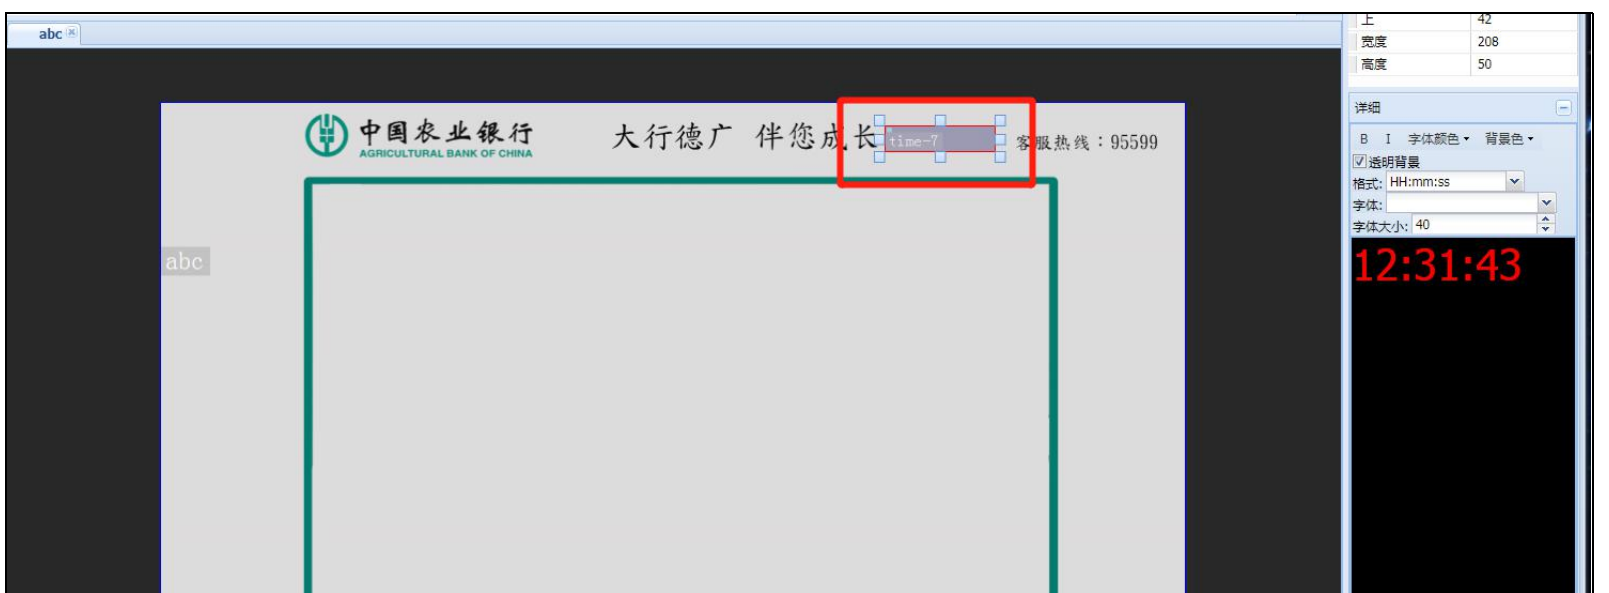 abc
上 42
宽度 208
高度 50
详细
B I 字体颜色 背景色
透明背景
格式: HH:mm:ss
字体:
字体大小: 40
12:31:43
中国农业银行
AGRICULTURAL BANK OF CHINA
大行德广 伴您成长
time-7
客服热线：95599
abc